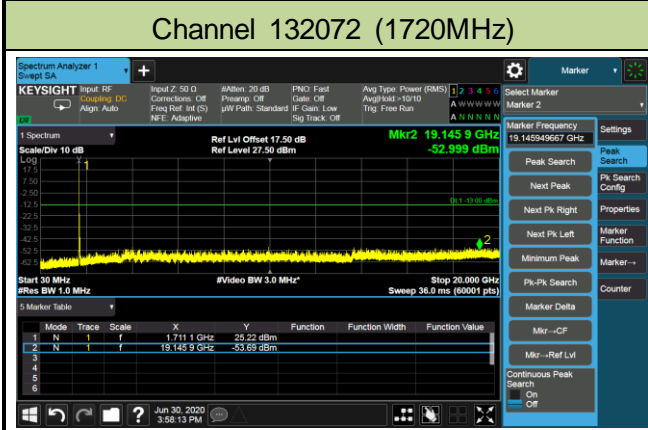 Channel 132072 (1720MHz)
Spectrum Analyzer 1
Swept SA
+
Marker
KEYSIGHT
Input: RF
Coupling: DC
Align: Auto
Input Z: 50 Ω
Corrections: Off
Freq Ref: Int (S)
NFE: Adaptive
#Atten: 20 dB
Preamp: Off
µW Path: Standard
PNO: Fast
Gate: Off
IF Gain: Low
Sig Track: Off
Avg Type: Power (RMS)
Avg|Hold:>10/10
Trig: Free Run
1 2 3 4 5 6
A W W W W W
A N N N N N
Select Marker
Marker 2
LW
1 Spectrum
Ref Lvl Offset 17.50 dB
Mkr2 19.145 9 GHz
Scale/Div 10 dB
Ref Level 27.50 dBm
-52.999 dBm
Log
17.5
7.50
-2.50
-12.5
-22.5
-32.5
-42.5
-52.5
-62.5
1
DL1 -13.00 dBm
2
Start 30 MHz
#Video BW 3.0 MHz*
Stop 20.000 GHz
#Res BW 1.0 MHz
Sweep 36.0 ms (60001 pts)
5 Marker Table
Mode Trace Scale X Y Function Function Width Function Value
1 N 1 f 1.711 1 GHz 25.22 dBm
2 N 1 f 19.145 9 GHz -53.69 dBm
3
4
5
6
Marker Frequency
19.145949667 GHz
Peak Search
Next Peak
Next Pk Right
Next Pk Left
Minimum Peak
Pk-Pk Search
Marker Delta
Mkr→CF
Mkr→Ref Lvl
Continuous Peak
Search
On
Off
Settings
Peak
Search
Pk Search
Config
Properties
Marker
Function
Marker→
Counter
?
Jun 30, 2020
3:58:13 PM